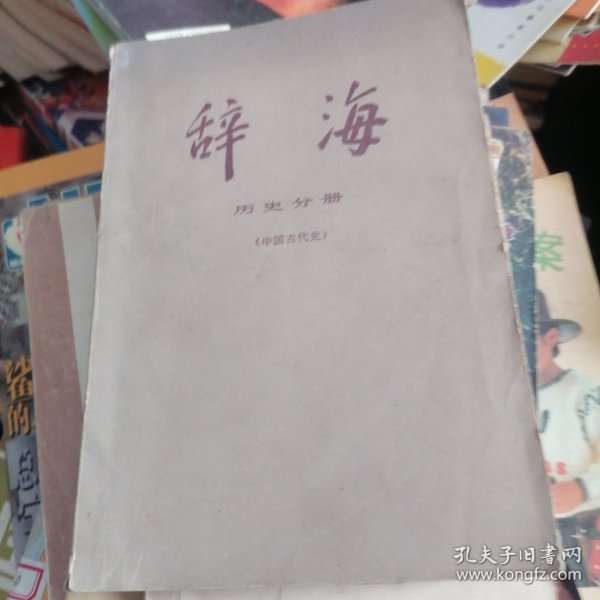 辞海
历史分册
（中国古代史）
案
的
孔夫子旧书网
www.kongfz.com